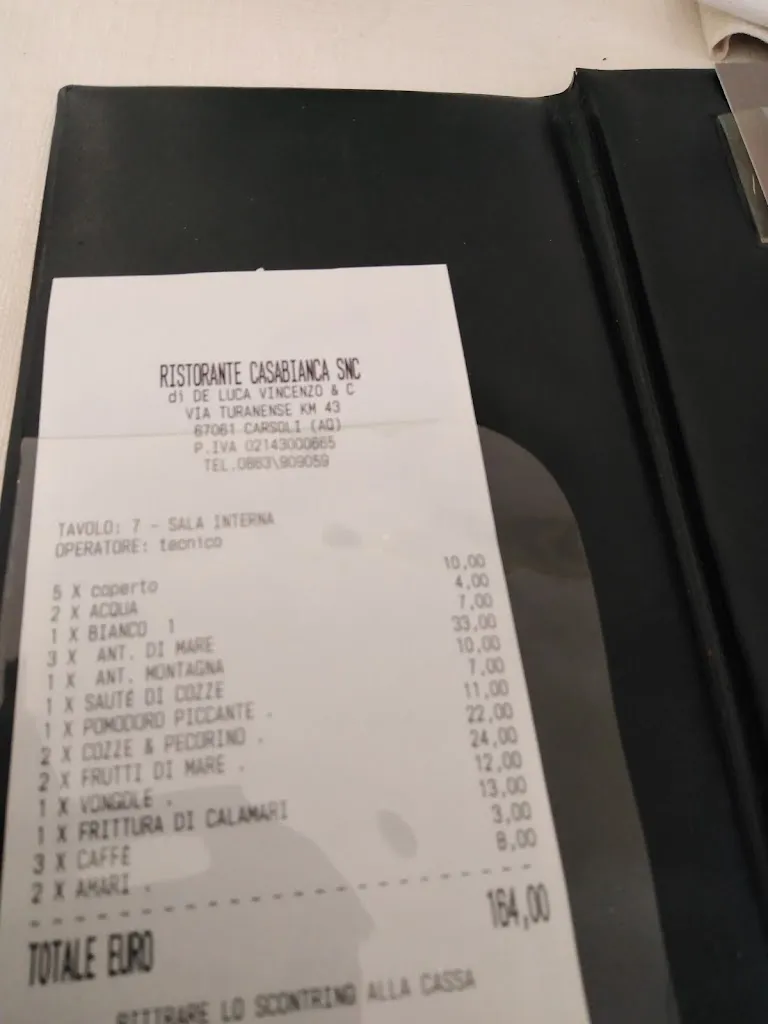 RISTORANTE CASABIANCA SNC
di DE LUCA VINCENZO & C
VIA TURANENSE KM 43
67061 CARSOLI (AQ)
P.IVA 02143000665
TEL.0863\909059
TAVOLO: 7 - SALA INTERNA
OPERATORE: tecnico
5 X coperto 10,00
2 X ACQUA 4,00
1 X BIANCO 1 7,00
3 X ANT. DI MARE 33,00
1 X ANT. MONTAGNA 10,00
1 X SAUTÉ DI COZZE 7,00
1 X POMODORO PICCANTE . 11,00
2 X COZZE & PECORINO . 22,00
2 X FRUTTI DI MARE . 24,00
1 X VONGOLE . 12,00
1 X FRITTURA DI CALAMARI 13,00
3 X CAFFÈ 3,00
2 X AMARI . 8,00
TOTALE EURO 164,00
RITIRARE LO SCONTRINO ALLA CASSA